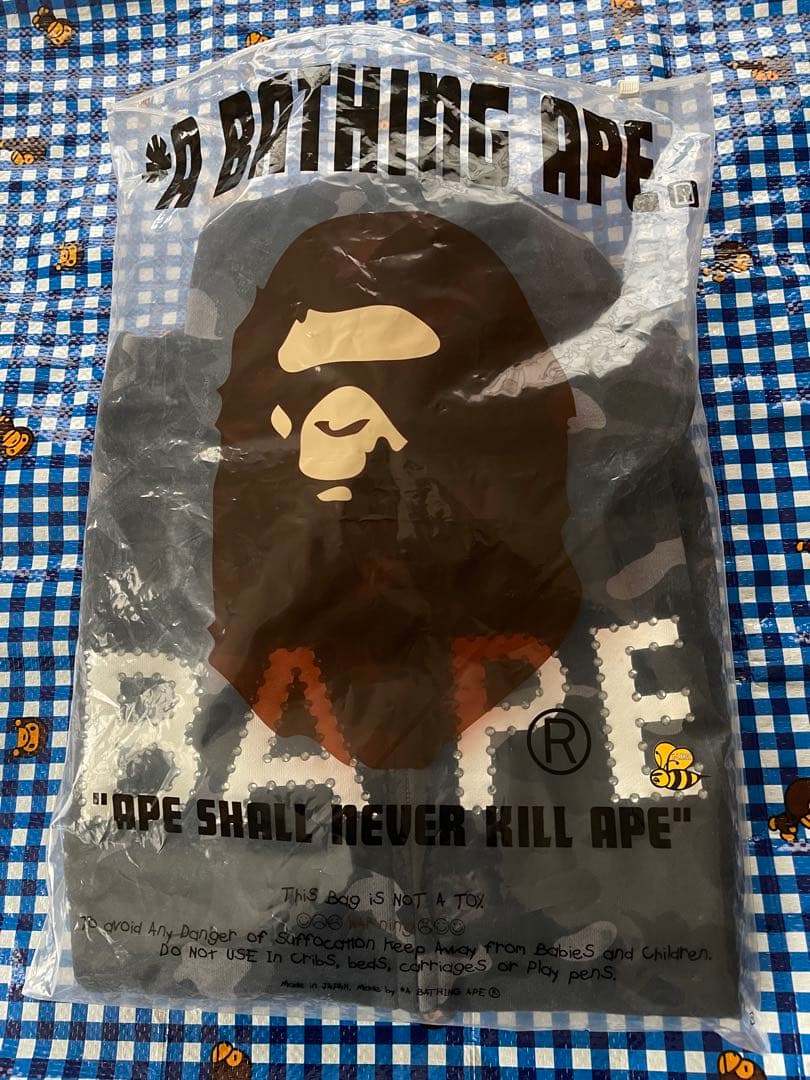 *A BATHING APE®
BAPE
®
"APE SHALL NEVER KILL APE"
This Bag is NOT A TOY
WARning!
To avoid Any Danger of Suffocation Keep Away from Babies and Children.
Do NOT USE In Cribs, beds, carriages or Play pens.
Made in JAPAN. Made by *A BATHING APE®